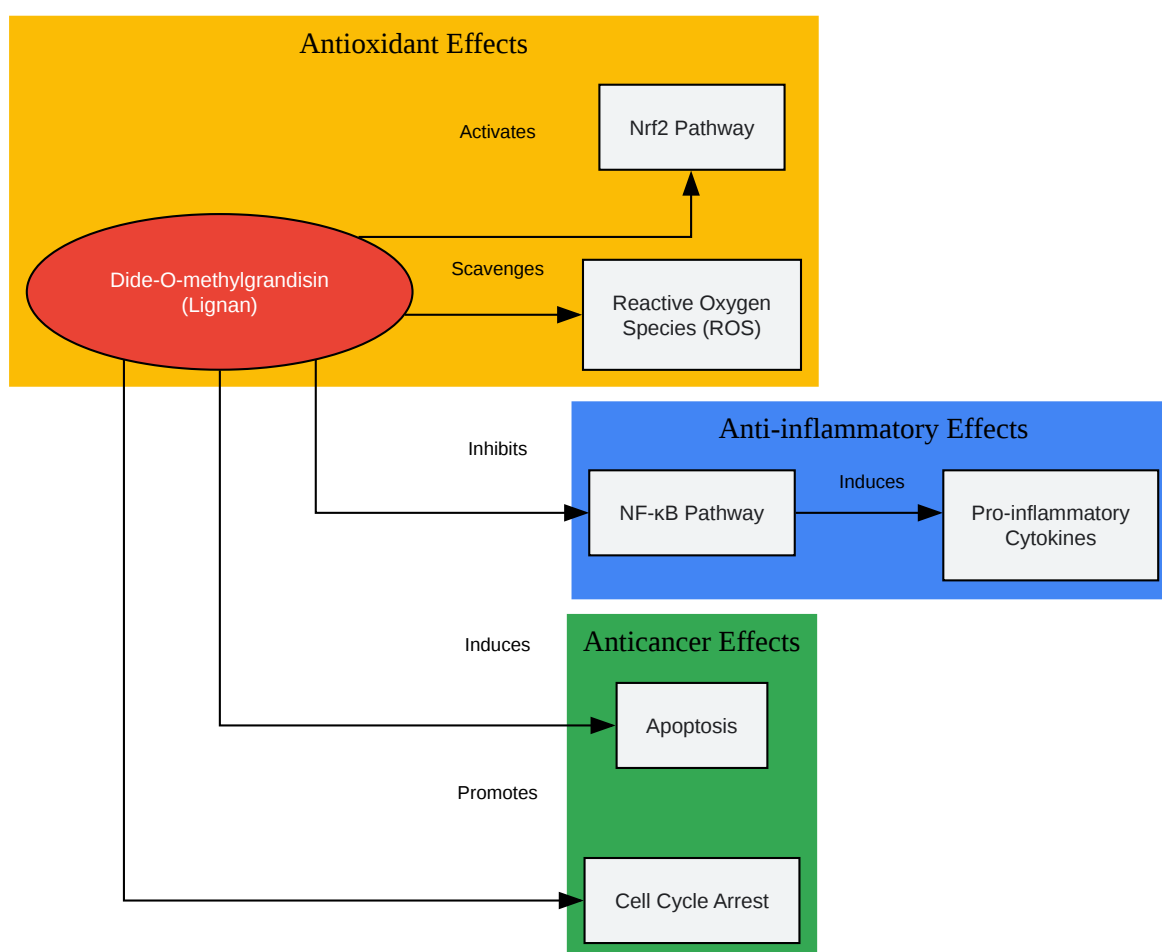 Antioxidant Effects
Activates
Nrf2 Pathway
Dide-O-methylgrandisin
(Lignan)
Scavenges
Reactive Oxygen
Species (ROS)
Anti-inflammatory Effects
Inhibits
NF-κB Pathway
Induces
Pro-inflammatory
Cytokines
Anticancer Effects
Induces
Apoptosis
Promotes
Cell Cycle Arrest